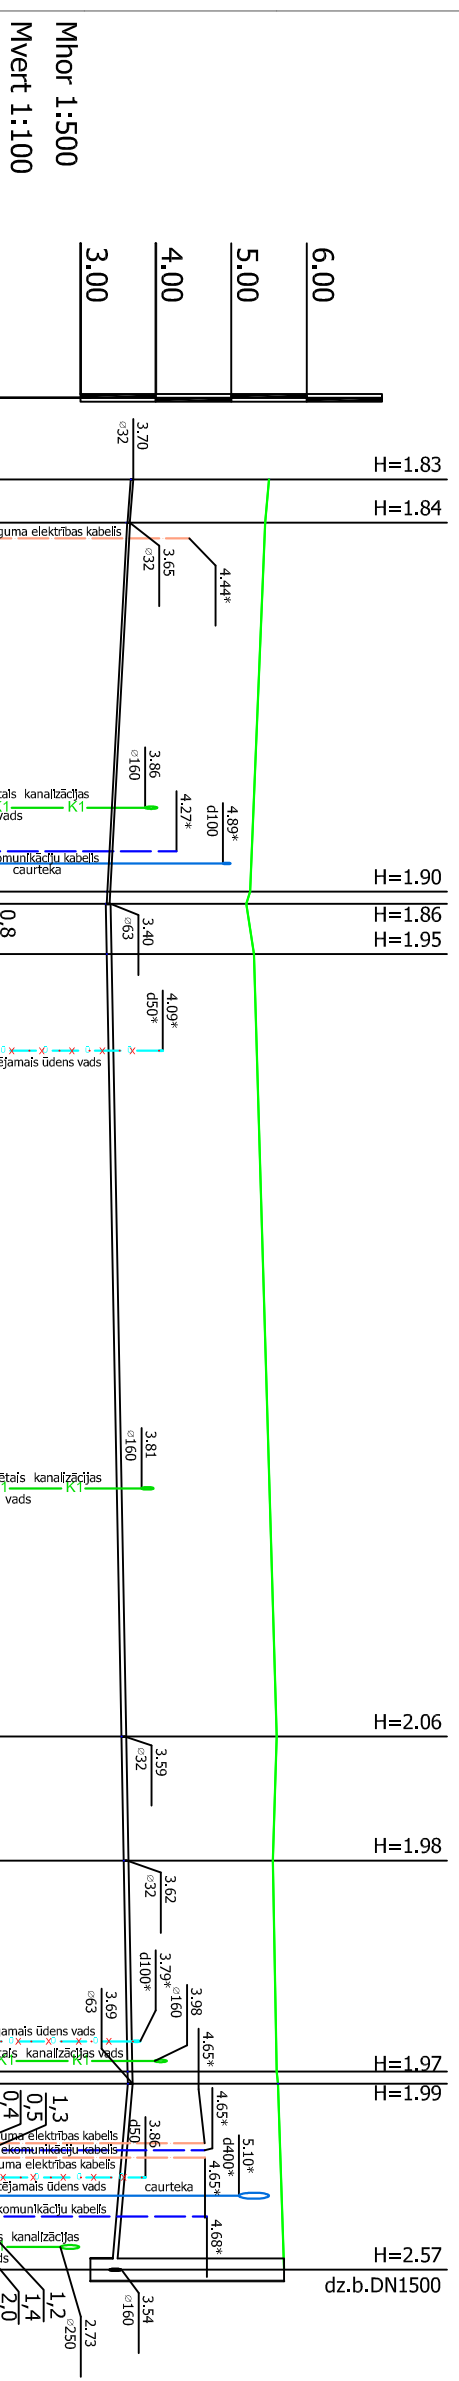 Mhor 1:500
Mvert 1:100
6.00
5.00
4.00
3.00
H=1.83
3.70
⌀32
H=1.84
guma elektrības kabelis
3.65
⌀32
4.44*
3.86
⌀160
kanalizācijas
K1
4.27*
4.89*
d100
omunikāciju kabelis
caurteka
H=1.90
H=1.86
0,8
3.40
⌀63
H=1.95
4.09*
d50*
ējamais ūdens vads
3.81
⌀160
ētais kanalizācijas
K1
vads
H=2.06
3.59
⌀32
H=1.98
3.62
⌀32
3.79*
d100*
3.98
⌀160
3.69
⌀63
4.65*
jamais ūdens vads
tais kanalizācijas vads
K1
H=1.97
H=1.99
1,3
0,5
0,4
4.65*
3.86
d50
5.10*
d400*
4.65*
uma elektrības kabelis
ekomunikāciju kabelis
uma elektrības kabelis
tējamais ūdens vads
caurteka
komunikāciju kabelis
4.68*
s kanalizācijas
H=2.57
dz.b.DN1500
1,2
1,4
2,0
2.73
⌀250
3.54
⌀160